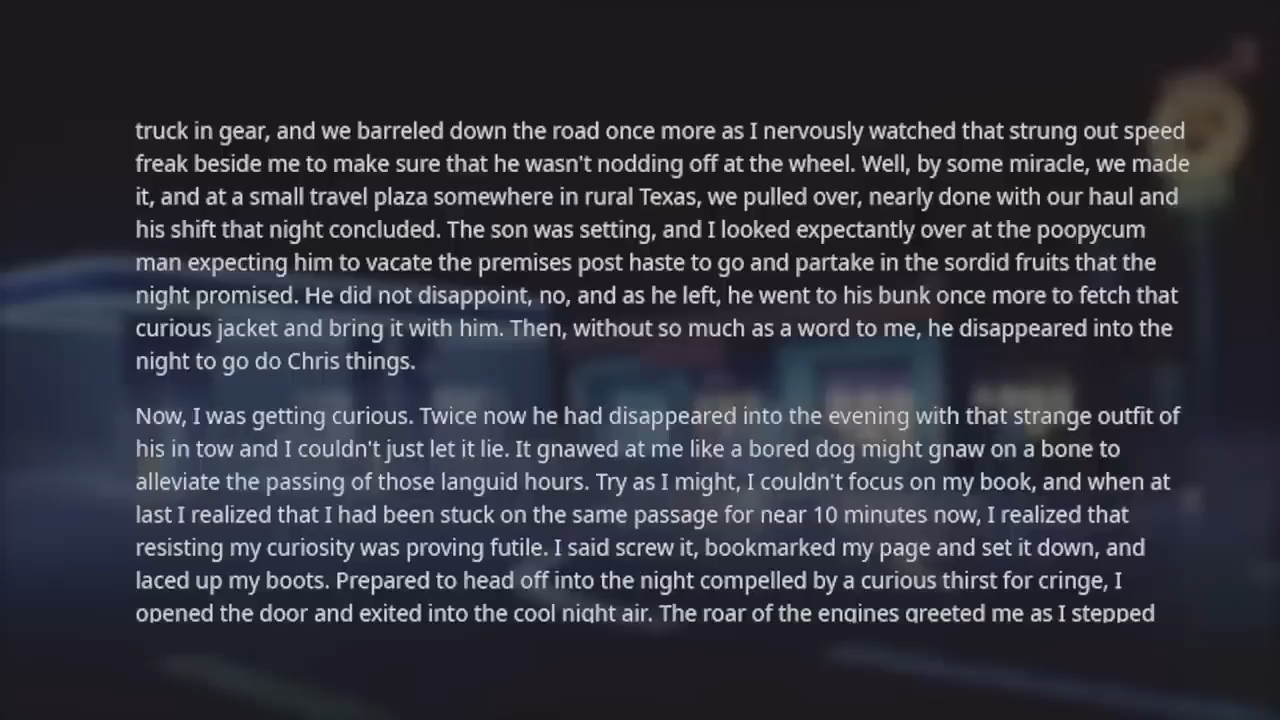 truck in gear, and we barreled down the road once more as I nervously watched that strung out speed
freak beside me to make sure that he wasn't nodding off at the wheel. Well, by some miracle, we made
it, and at a small travel plaza somewhere in rural Texas, we pulled over, nearly done with our haul and
his shift that night concluded. The son was setting, and I looked expectantly over at the poopycum
man expecting him to vacate the premises post haste to go and partake in the sordid fruits that the
night promised. He did not disappoint, no, and as he left, he went to his bunk once more to fetch that
curious jacket and bring it with him. Then, without so much as a word to me, he disappeared into the
night to go do Chris things.
Now, I was getting curious. Twice now he had disappeared into the evening with that strange outfit of
his in tow and I couldn't just let it lie. It gnawed at me like a bored dog might gnaw on a bone to
alleviate the passing of those languid hours. Try as I might, I couldn't focus on my book, and when at
last I realized that I had been stuck on the same passage for near 10 minutes now, I realized that
resisting my curiosity was proving futile. I said screw it, bookmarked my page and set it down, and
laced up my boots. Prepared to head off into the night compelled by a curious thirst for cringe, I
opened the door and exited into the cool night air. The roar of the engines greeted me as I stepped